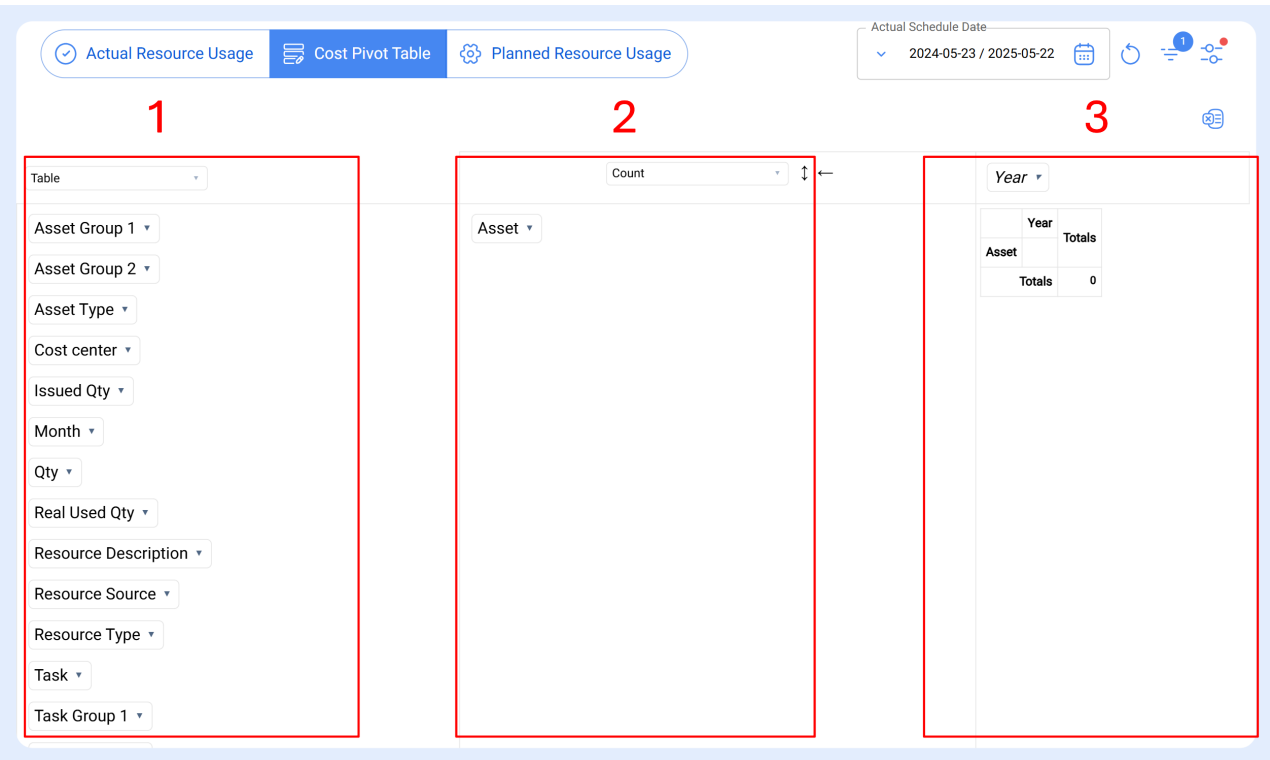 Actual Resource Usage
Cost Pivot Table
Planned Resource Usage
Actual Schedule Date
2024-05-23 / 2025-05-22
1
1
2
3
Table
Count
↕ ←
Year
Asset Group 1
Asset Group 2
Asset Type
Cost center
Issued Qty
Month
Qty
Real Used Qty
Resource Description
Resource Source
Resource Type
Task
Task Group 1
Asset
Year
Totals
Asset
Totals 0